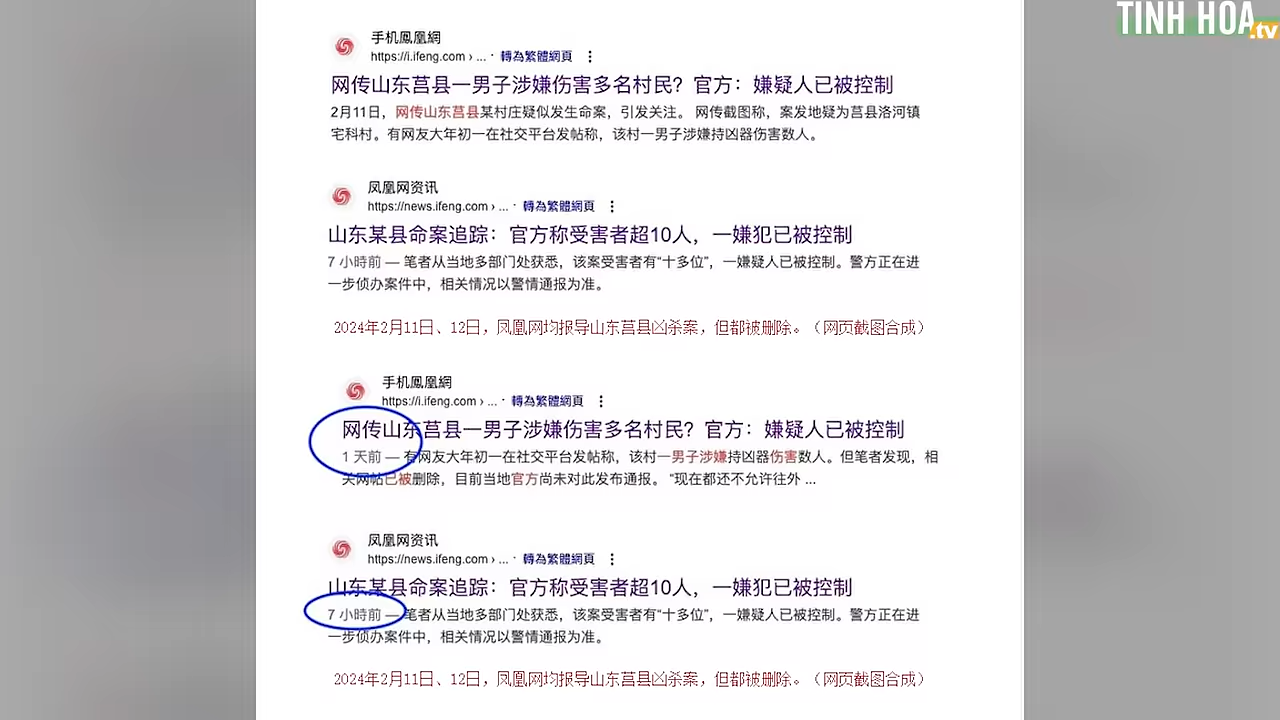 TINH HOA.tv
手机鳳凰網
https://i.ifeng.com › ... · 轉為繁體網頁
网传山东莒县一男子涉嫌伤害多名村民？官方：嫌疑人已被控制
2月11日，网传山东莒县某村庄疑似发生命案，引发关注。 网传截图称，案发地疑为莒县洛河镇
宅科村。有网友大年初一在社交平台发帖称，该村一男子涉嫌持凶器伤害数人。
凤凰网资讯
https://news.ifeng.com › ... · 轉為繁體網頁
山东某县命案追踪：官方称受害者超10人，一嫌犯已被控制
7 小時前 — 笔者从当地多部门处获悉，该案受害者有“十多位”，一嫌疑人已被控制。警方正在进
一步侦办案件中，相关情况以警情通报为准。
2024年2月11日、12日，凤凰网均报导山东莒县凶杀案，但都被删除。（网页截图合成）
手机鳳凰網
https://i.ifeng.com › ... · 轉為繁體網頁
网传山东莒县一男子涉嫌伤害多名村民？官方：嫌疑人已被控制
1 天前 — 有网友大年初一在社交平台发帖称，该村一男子涉嫌持凶器伤害数人。但笔者发现，相
关网帖已被删除，目前当地官方尚未对此发布通报。 “现在都还不允许往外 ...
凤凰网资讯
https://news.ifeng.com › ... · 轉為繁體網頁
山东某县命案追踪：官方称受害者超10人，一嫌犯已被控制
7 小時前 — 笔者从当地多部门处获悉，该案受害者有“十多位”，一嫌疑人已被控制。警方正在进
一步侦办案件中，相关情况以警情通报为准。
2024年2月11日、12日，凤凰网均报导山东莒县凶杀案，但都被删除。（网页截图合成）